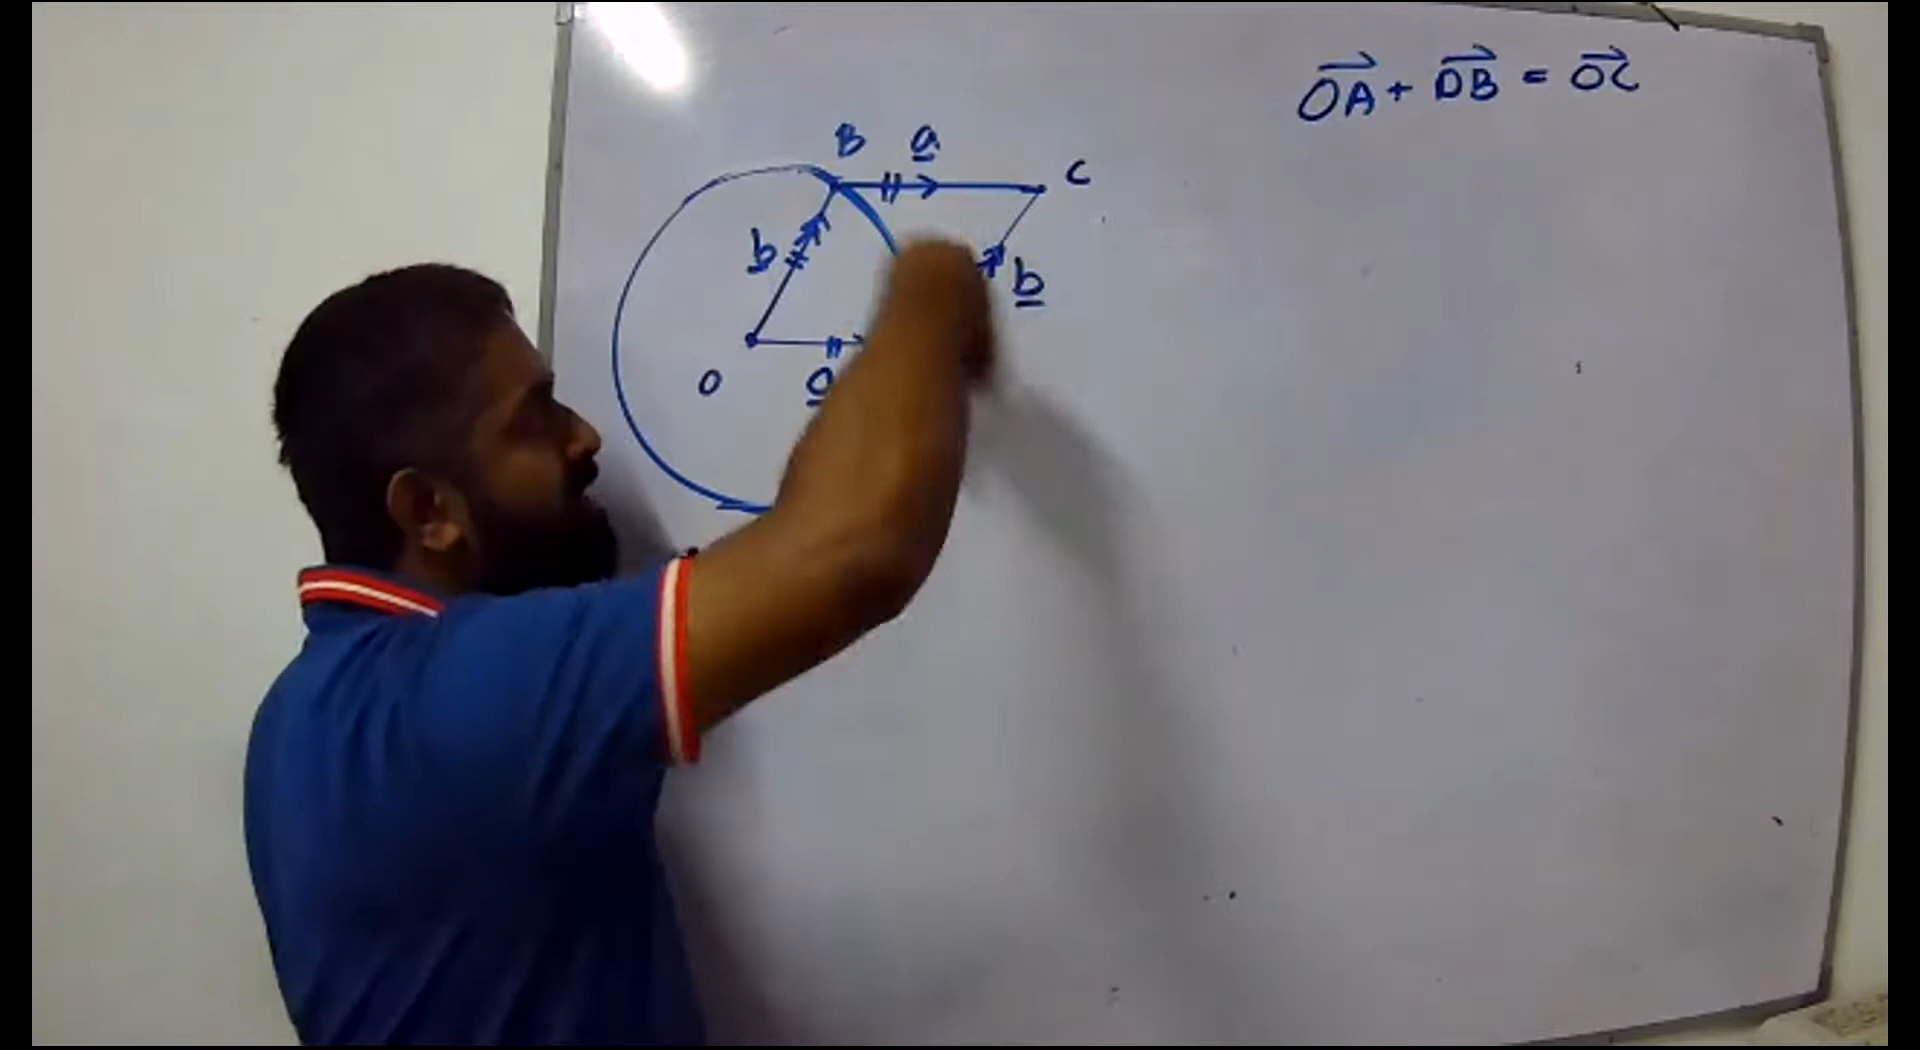 OA + OB = OC
B a C
b
b
O a